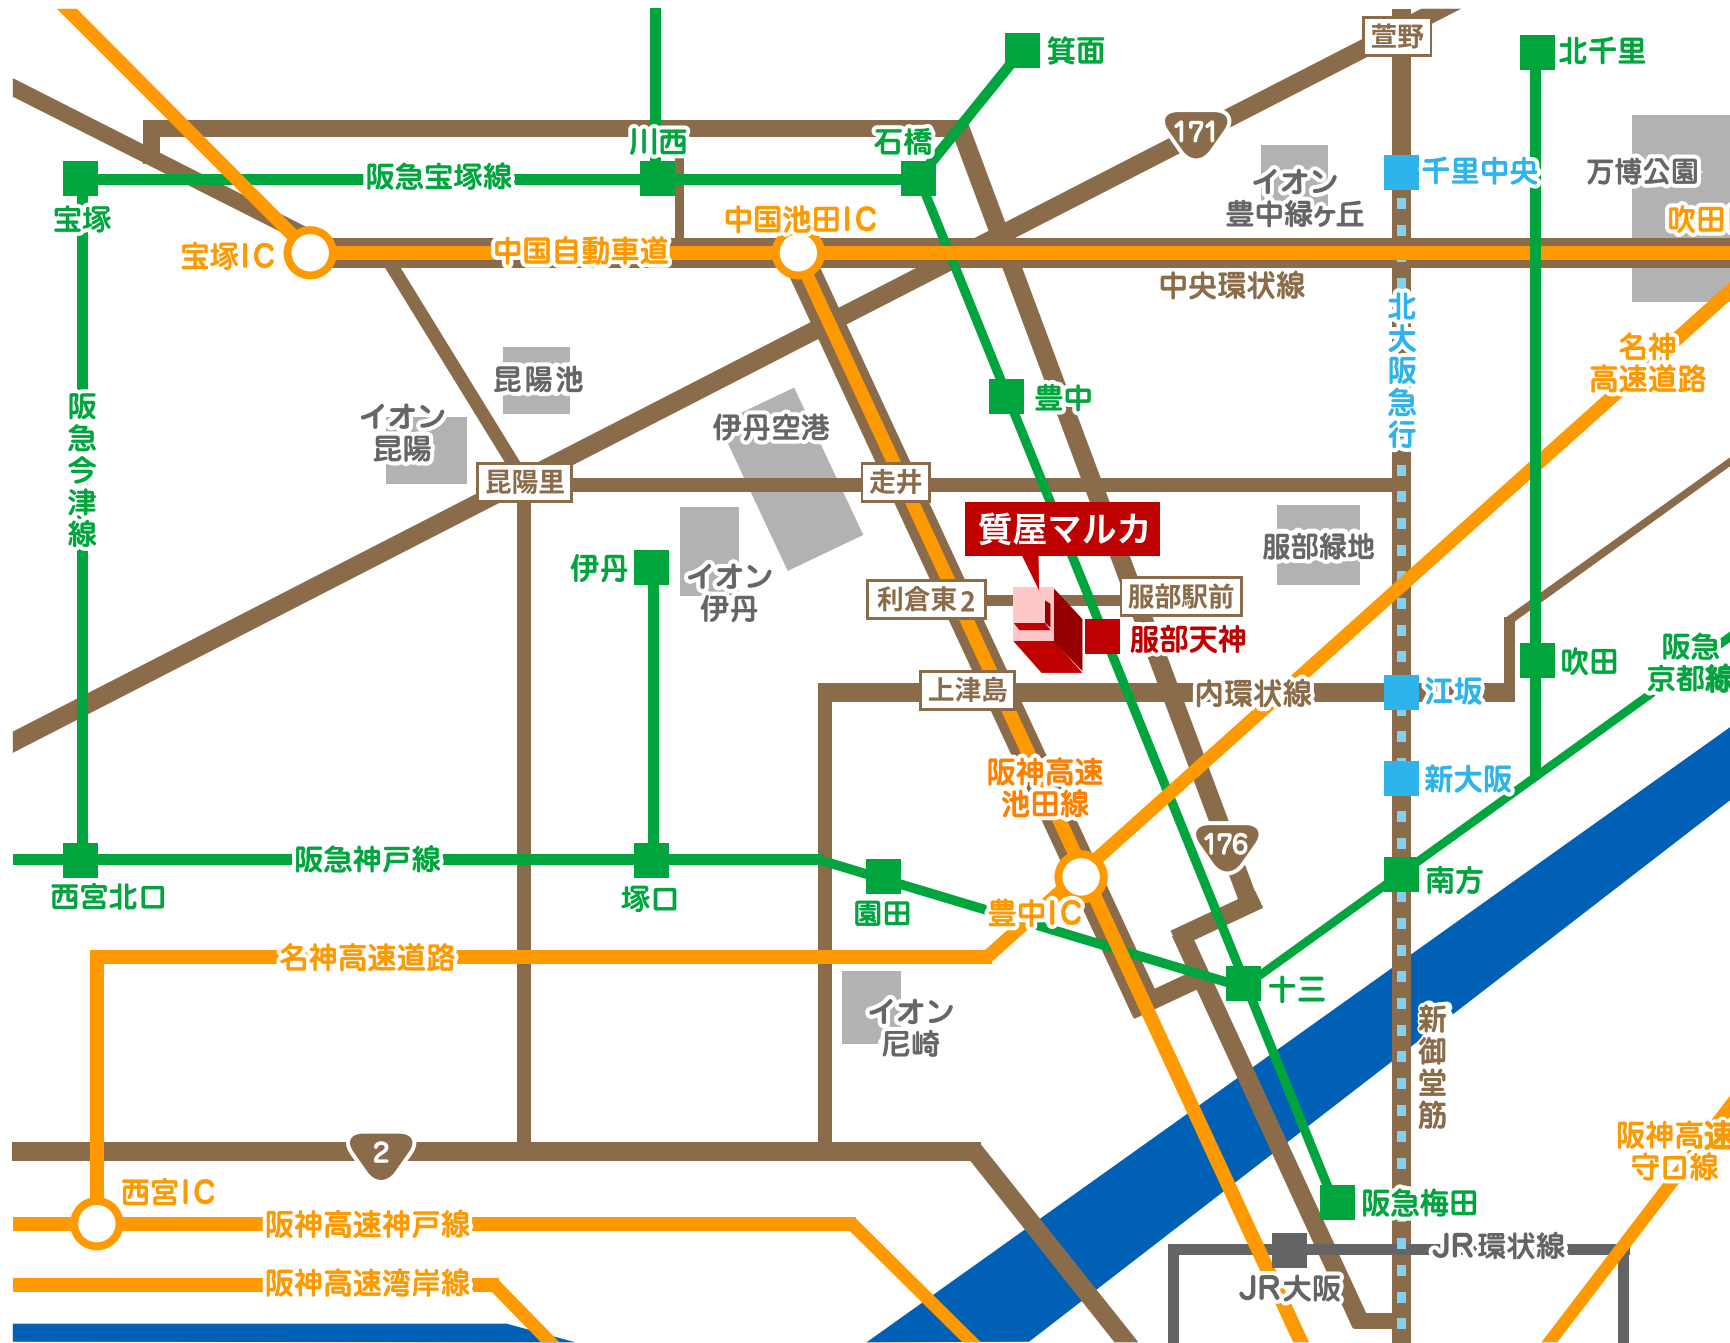 萱野
箕面
北千里
171
川西
石橋
千里中央
万博公園
阪急宝塚線
イオン
豊中緑ヶ丘
宝塚
中国池田IC
吹田
宝塚IC
中国自動車道
中央環状線
北大阪急行
名神
高速道路
昆陽池
豊中
阪急今津線
イオン
昆陽
伊丹空港
昆陽里
走井
質屋マルカ
服部緑地
伊丹
イオン
伊丹
利倉東2
服部駅前
服部天神
吹田
阪急
京都線
上津島
内環状線
江坂
阪神高速
池田線
新大阪
176
阪急神戸線
西宮北口
塚口
園田
豊中IC
南方
名神高速道路
十三
イオン
尼崎
新御堂筋
2
阪神高速
守口線
西宮IC
阪急梅田
阪神高速神戸線
JR環状線
阪神高速湾岸線
JR大阪